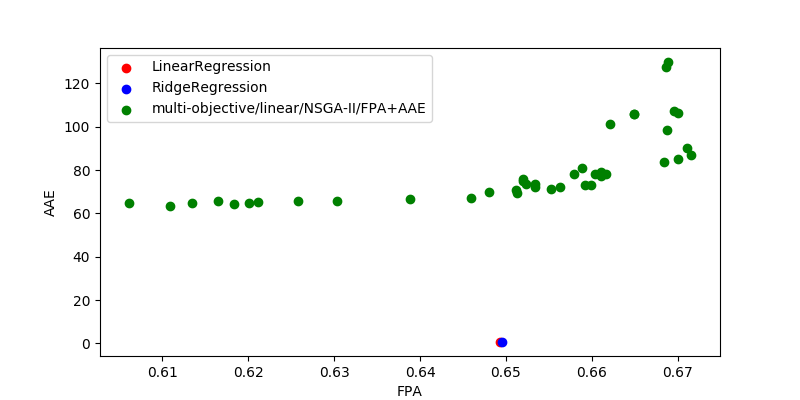 LinearRegression
RidgeRegression
multi-objective/linear/NSGA-II/FPA+AAE
120
100
80
60
40
20
0
AAE
0.61 0.62 0.63 0.64 0.65 0.66 0.67
FPA